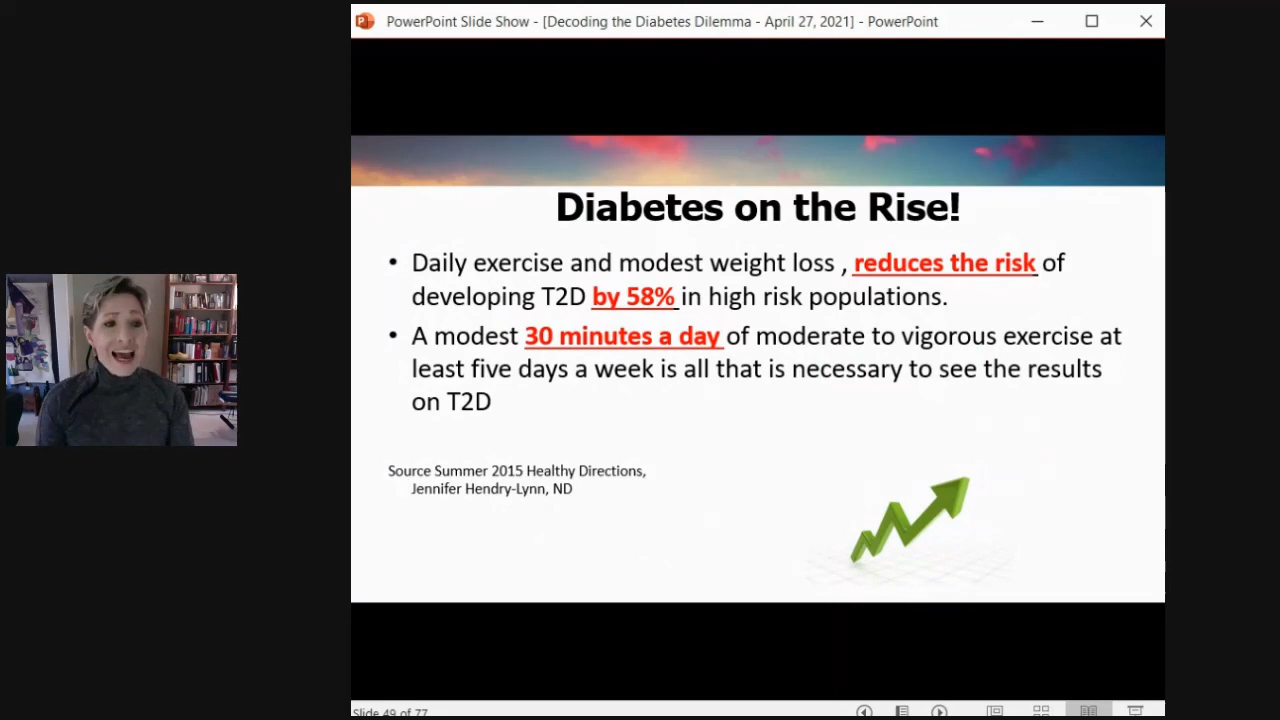 PowerPoint Slide Show - [Decoding the Diabetes Dilemma - April 27, 2021] - PowerPoint
Diabetes on the Rise!
• Daily exercise and modest weight loss , reduces the risk of
developing T2D by 58% in high risk populations.
• A modest 30 minutes a day of moderate to vigorous exercise at
least five days a week is all that is necessary to see the results
on T2D
Source Summer 2015 Healthy Directions,
Jennifer Hendry-Lynn, ND
Slide 49 of 77